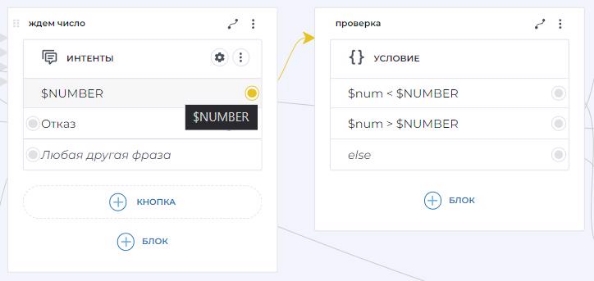 ждем число
ИНТЕНТЫ
$NUMBER
$NUMBER
Отказ
Любая другая фраза
КНОПКА
БЛОК
проверка
{} УСЛОВИЕ
$num < $NUMBER
$num > $NUMBER
else
БЛОК